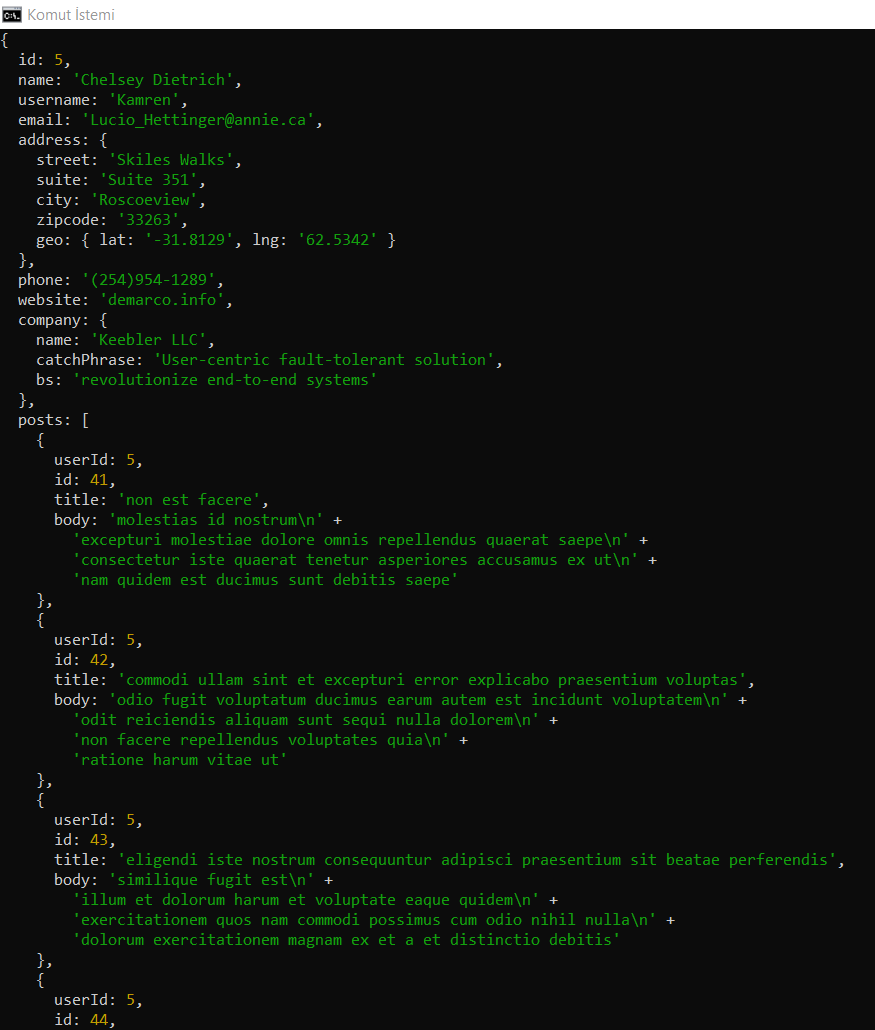 Komut İstemi
{
  id: 5,
  name: 'Chelsey Dietrich',
  username: 'Kamren',
  email: 'Lucio_Hettinger@annie.ca',
  address: {
    street: 'Skiles Walks',
    suite: 'Suite 351',
    city: 'Roscoeview',
    zipcode: '33263',
    geo: { lat: '-31.8129', lng: '62.5342' }
  },
  phone: '(254)954-1289',
  website: 'demarco.info',
  company: {
    name: 'Keebler LLC',
    catchPhrase: 'User-centric fault-tolerant solution',
    bs: 'revolutionize end-to-end systems'
  },
  posts: [
    {
      userId: 5,
      id: 41,
      title: 'non est facere',
      body: 'molestias id nostrum\n' +
        'excepturi molestiae dolore omnis repellendus quaerat saepe\n' +
        'consectetur iste quaerat tenetur asperiores accusamus ex ut\n' +
        'nam quidem est ducimus sunt debitis saepe'
    },
    {
      userId: 5,
      id: 42,
      title: 'commodi ullam sint et excepturi error explicabo praesentium voluptas',
      body: 'odio fugit voluptatum ducimus earum autem est incidunt voluptatem\n' +
        'odit reiciendis aliquam sunt sequi nulla dolorem\n' +
        'non facere repellendus voluptates quia\n' +
        'ratione harum vitae ut'
    },
    {
      userId: 5,
      id: 43,
      title: 'eligendi iste nostrum consequuntur adipisci praesentium sit beatae perferendis',
      body: 'similique fugit est\n' +
        'illum et dolorum harum et voluptate eaque quidem\n' +
        'exercitationem quos nam commodi possimus cum odio nihil nulla\n' +
        'dolorum exercitationem magnam ex et a et distinctio debitis'
    },
    {
      userId: 5,
      id: 44,